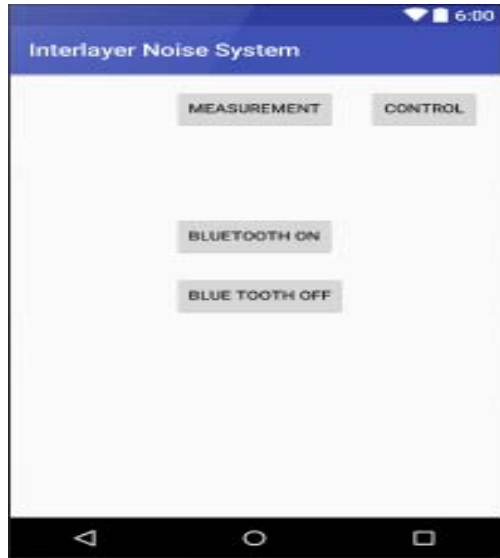 6:00
Interlayer Noise System
MEASUREMENT CONTROL
BLUETOOTH ON
BLUE TOOTH OFF